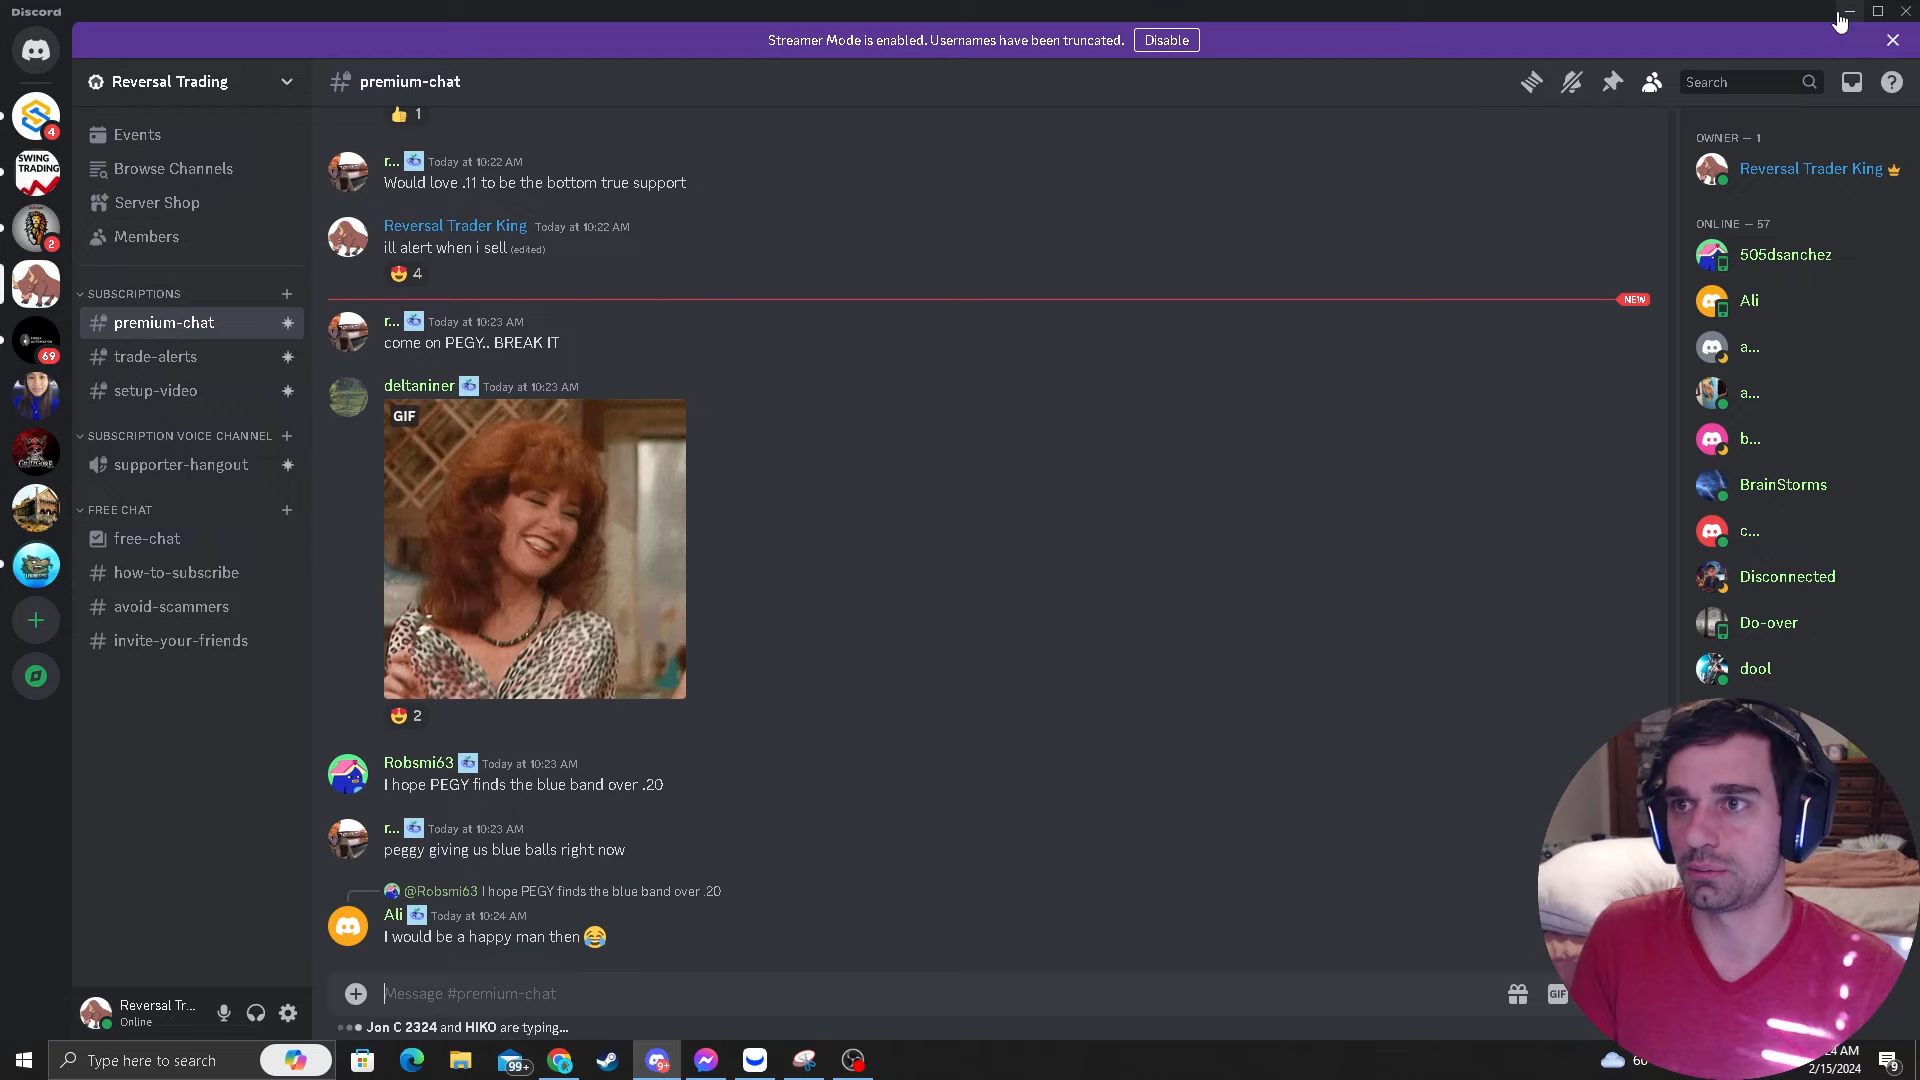 Discord
Streamer Mode is enabled. Usernames have been truncated. Disable
Reversal Trading
premium-chat
Search
Events
Browse Channels
Server Shop
Members
SUBSCRIPTIONS
premium-chat
trade-alerts
setup-video
SUBSCRIPTION VOICE CHANNEL
supporter-hangout
FREE CHAT
free-chat
how-to-subscribe
avoid-scammers
invite-your-friends
4
SWING
TRADING
2
69
1
r... Today at 10:22 AM
Would love .11 to be the bottom true support
Reversal Trader King Today at 10:22 AM
ill alert when i sell (edited)
4
NEW
r... Today at 10:23 AM
come on PEGY.. BREAK IT
deltaniner Today at 10:23 AM
GIF
2
Robsmi63 Today at 10:23 AM
I hope PEGY finds the blue band over .20
r... Today at 10:23 AM
peggy giving us blue balls right now
@Robsmi63 I hope PEGY finds the blue band over .20
Ali Today at 10:24 AM
I would be a happy man then 😂
Message #premium-chat
GIF
Jon C 2324 and HIKO are typing...
OWNER — 1
Reversal Trader King
ONLINE — 57
505dsanchez
Ali
a...
a...
b...
BrainStorms
c...
Disconnected
Do-over
dool
Reversal Tr...
Online
Type here to search
99+
9+
2/15/2024
9